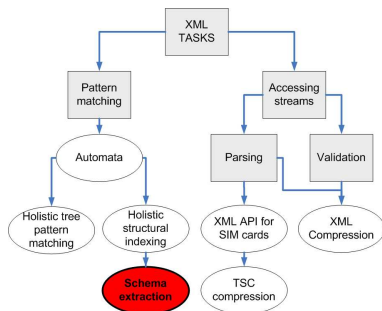 XML
TASKS
Pattern
matching
Accessing
streams
Automata
Parsing
Validation
Holistic tree
pattern
matching
Holistic
structural
indexing
XML API for
SIM cards
XML
Compression
Schema
extraction
TSC
compression